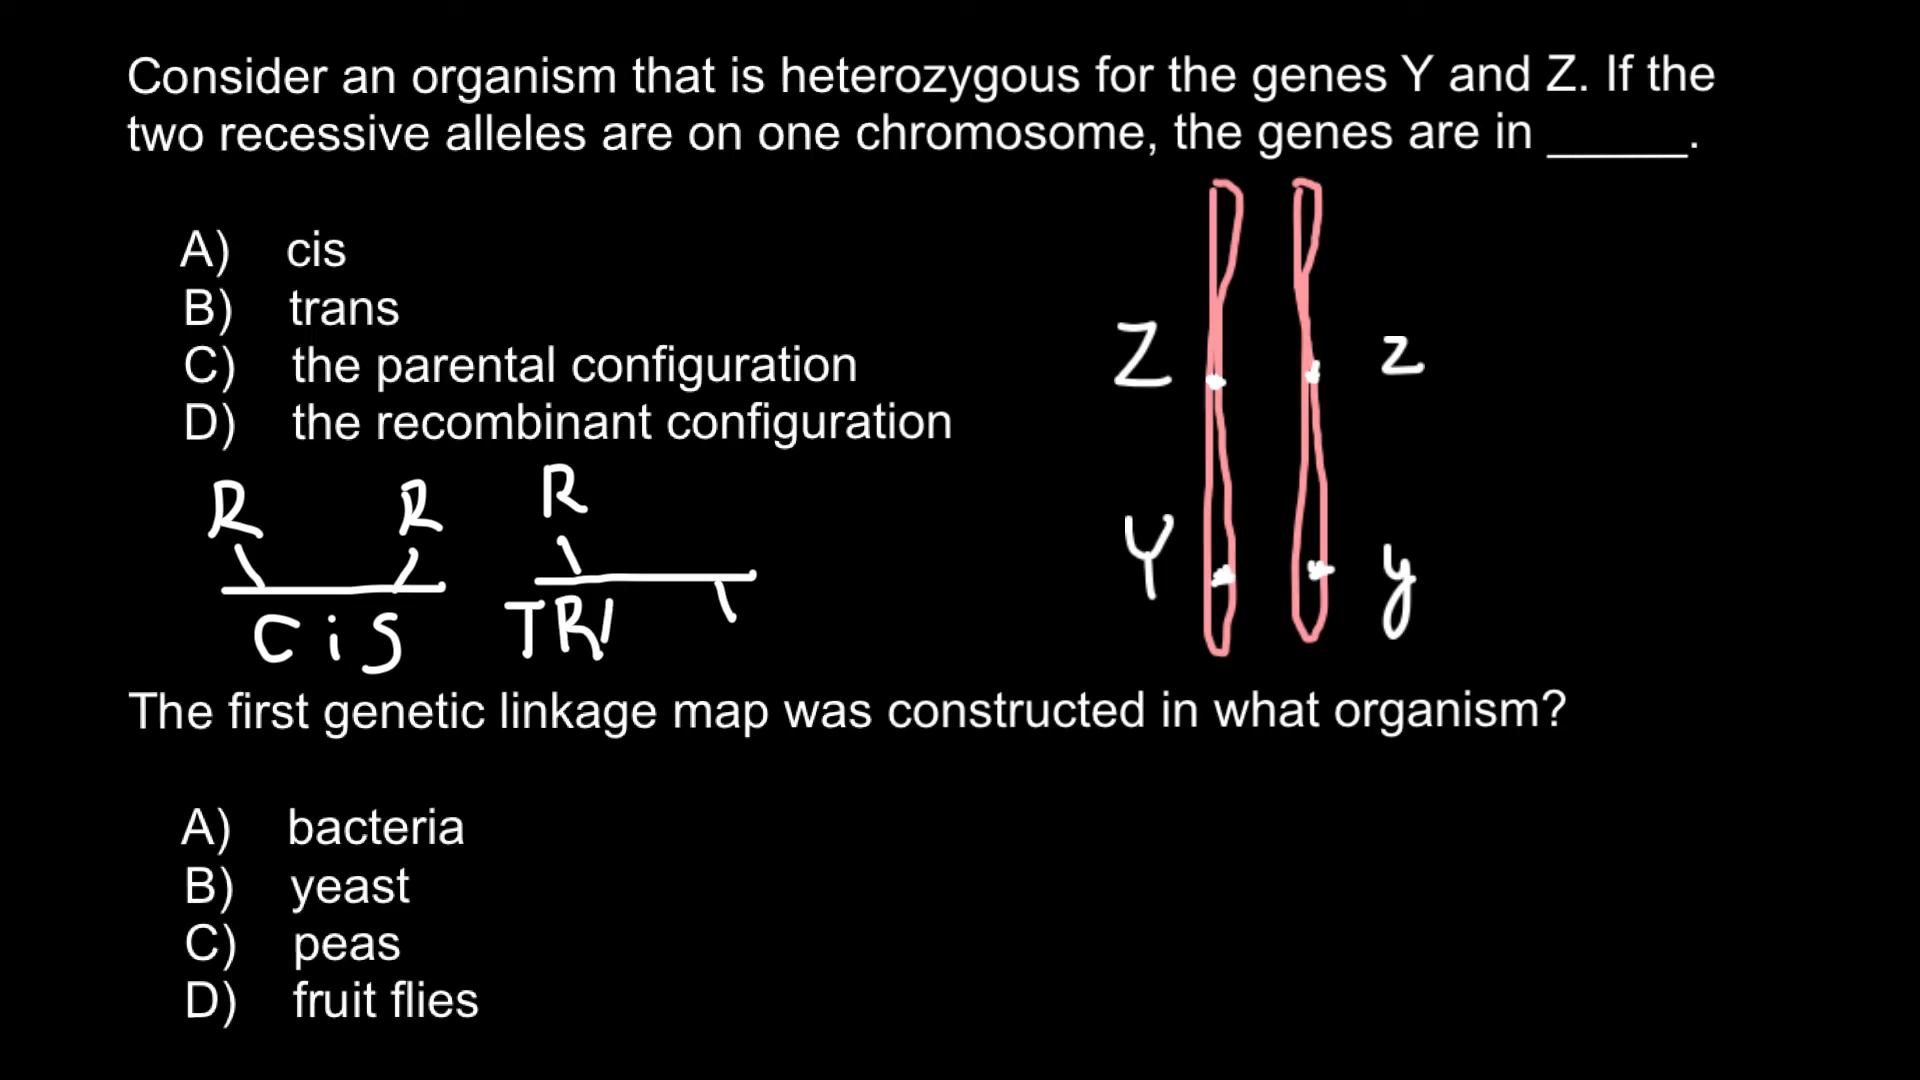 Consider an organism that is heterozygous for the genes Y and Z. If the
two recessive alleles are on one chromosome, the genes are in _____.
A) cis
B) trans
C) the parental configuration
D) the recombinant configuration
Z z
Y y
R R R
cis TRI
The first genetic linkage map was constructed in what organism?
A) bacteria
B) yeast
C) peas
D) fruit flies